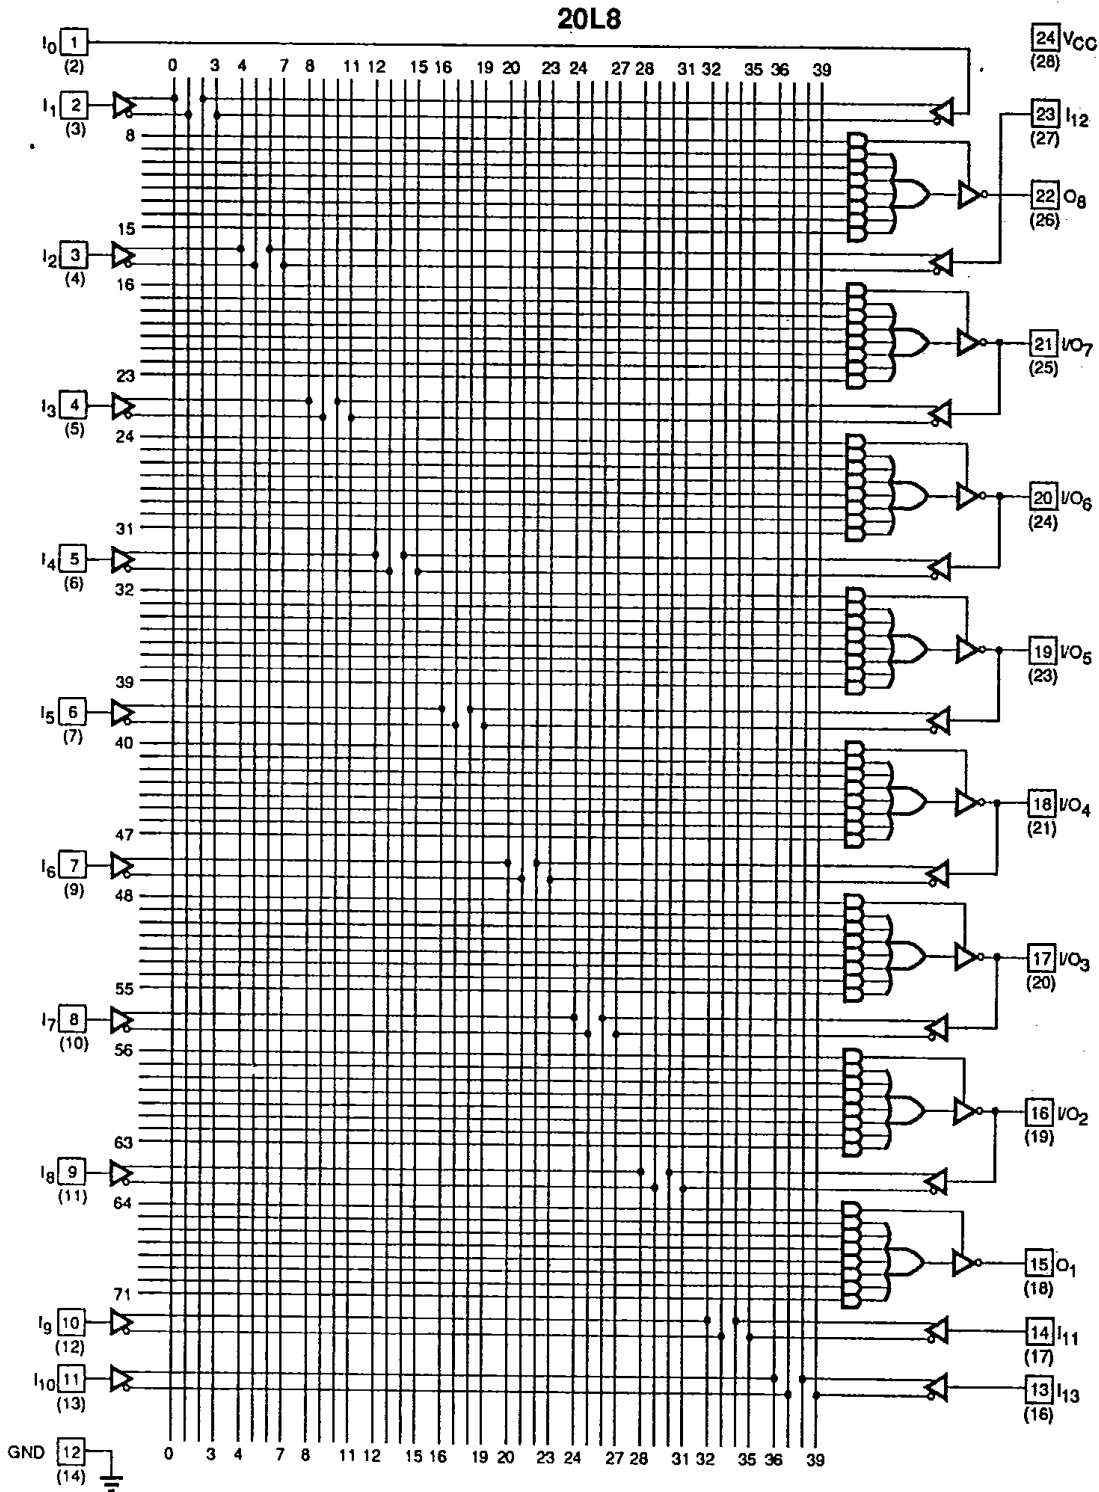 20L8
I0 1 24 VCC
(2) (28)
0 3 4 7 8 11 12 15 16 19 20 23 24 27 28 31 32 35 36 39
I1 2 23 I12
(3) (27)
8
22 O8
15 (26)
I2 3
(4)
16
21 I/O7
(25)
23
I3 4
(5)
24
20 I/O6
(24)
31
I4 5
(6)
32
19 I/O5
(23)
39
I5 6
(7)
40
18 I/O4
(21)
47
I6 7
(9)
48
17 I/O3
(20)
55
I7 8
(10)
56
16 I/O2
(19)
63
I8 9
(11)
64
15 O1
(18)
71
I9 10 14 I11
(12) (17)
I10 11 13 I13
(13) (16)
GND 12 0 3 4 7 8 11 12 15 16 19 20 23 24 27 28 31 32 35 36 39
(14)